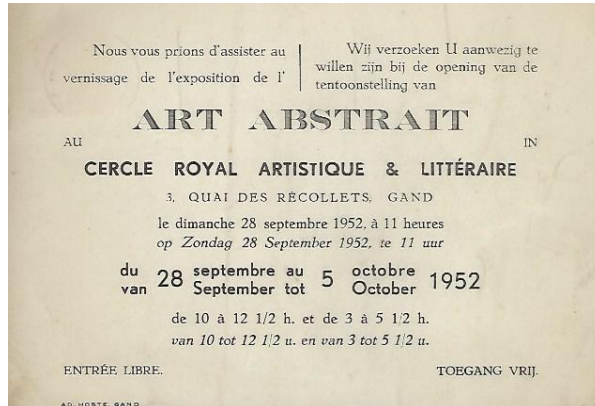 Nous vous prions d'assister au
vernissage de l'exposition de l'
Wij verzoeken U aanwezig te
willen zijn bij de opening van de
tentoonstelling van
ART ABSTRAIT
AU
IN
CERCLE ROYAL ARTISTIQUE & LITTÉRAIRE
3, QUAI DES RÉCOLLETS, GAND
le dimanche 28 septembre 1952, à 11 heures
op Zondag 28 September 1952, te 11 uur
du 28 septembre au 5 octobre 1952
van September tot October
de 10 à 12 1/2 h. et de 3 à 5 1/2 h.
van 10 tot 12 1/2 u. en van 3 tot 5 1/2 u.
ENTRÉE LIBRE.
TOEGANG VRIJ.
AD. HOSTE, GAND